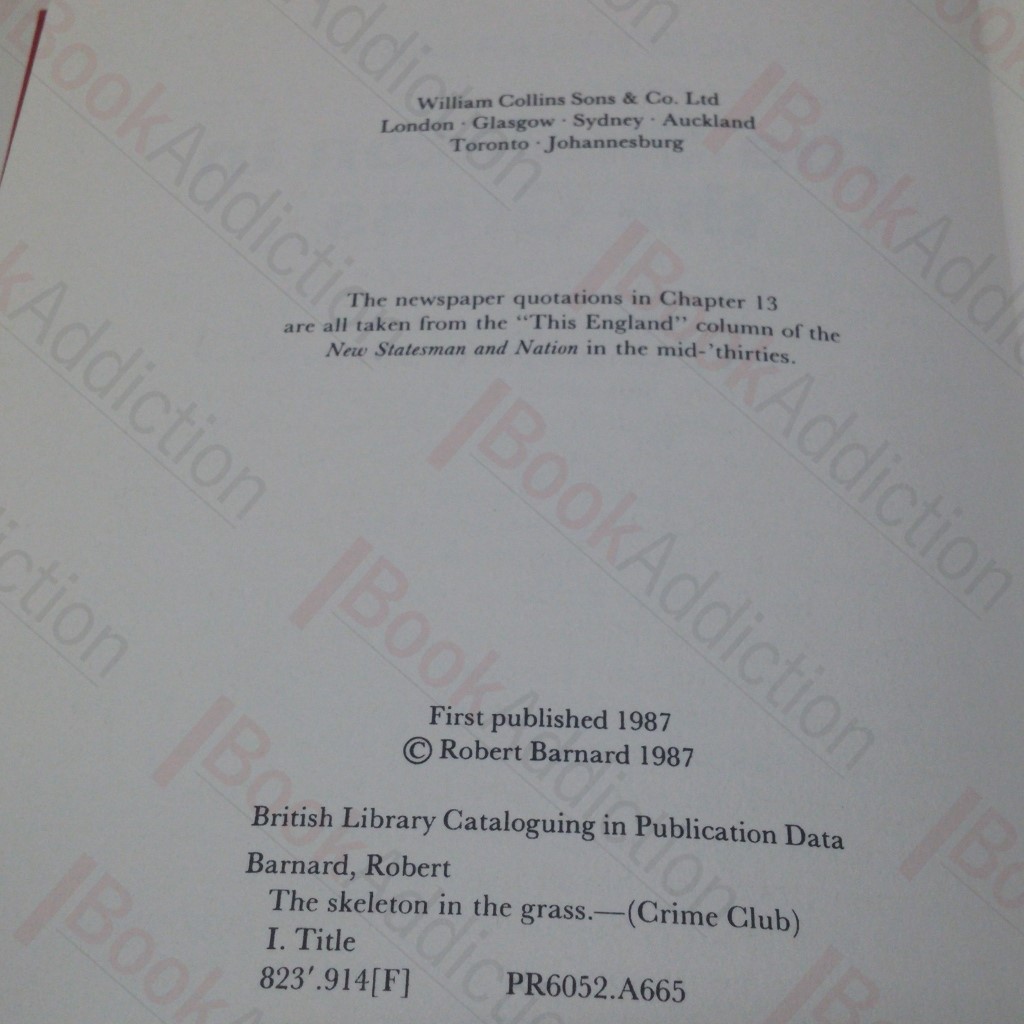 William Collins Sons & Co. Ltd
London · Glasgow · Sydney · Auckland
Toronto · Johannesburg
The newspaper quotations in Chapter 13
are all taken from the “This England” column of the
New Statesman and Nation in the mid-’thirties.
First published 1987
© Robert Barnard 1987
British Library Cataloguing in Publication Data
Barnard, Robert
The skeleton in the grass.—(Crime Club)
I. Title
823′.914[F] PR6052.A665
BookAddiction